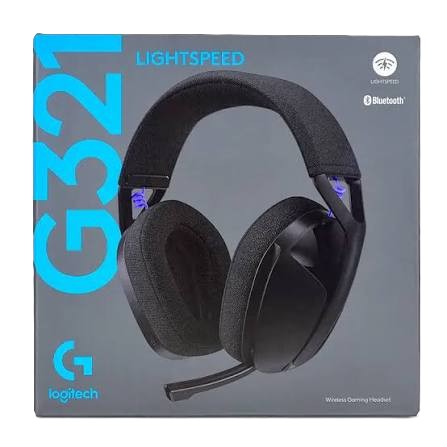 G321
LIGHTSPEED
LIGHTSPEED
Bluetooth®
G
logitech
Wireless Gaming Headset